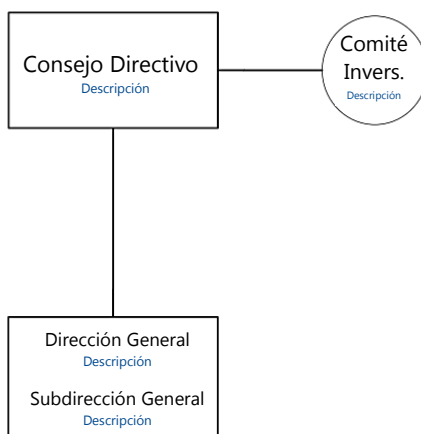 Consejo Directivo
Descripción
Comité
Invers.
Descripción
Dirección General
Descripción
Subdirección General
Descripción